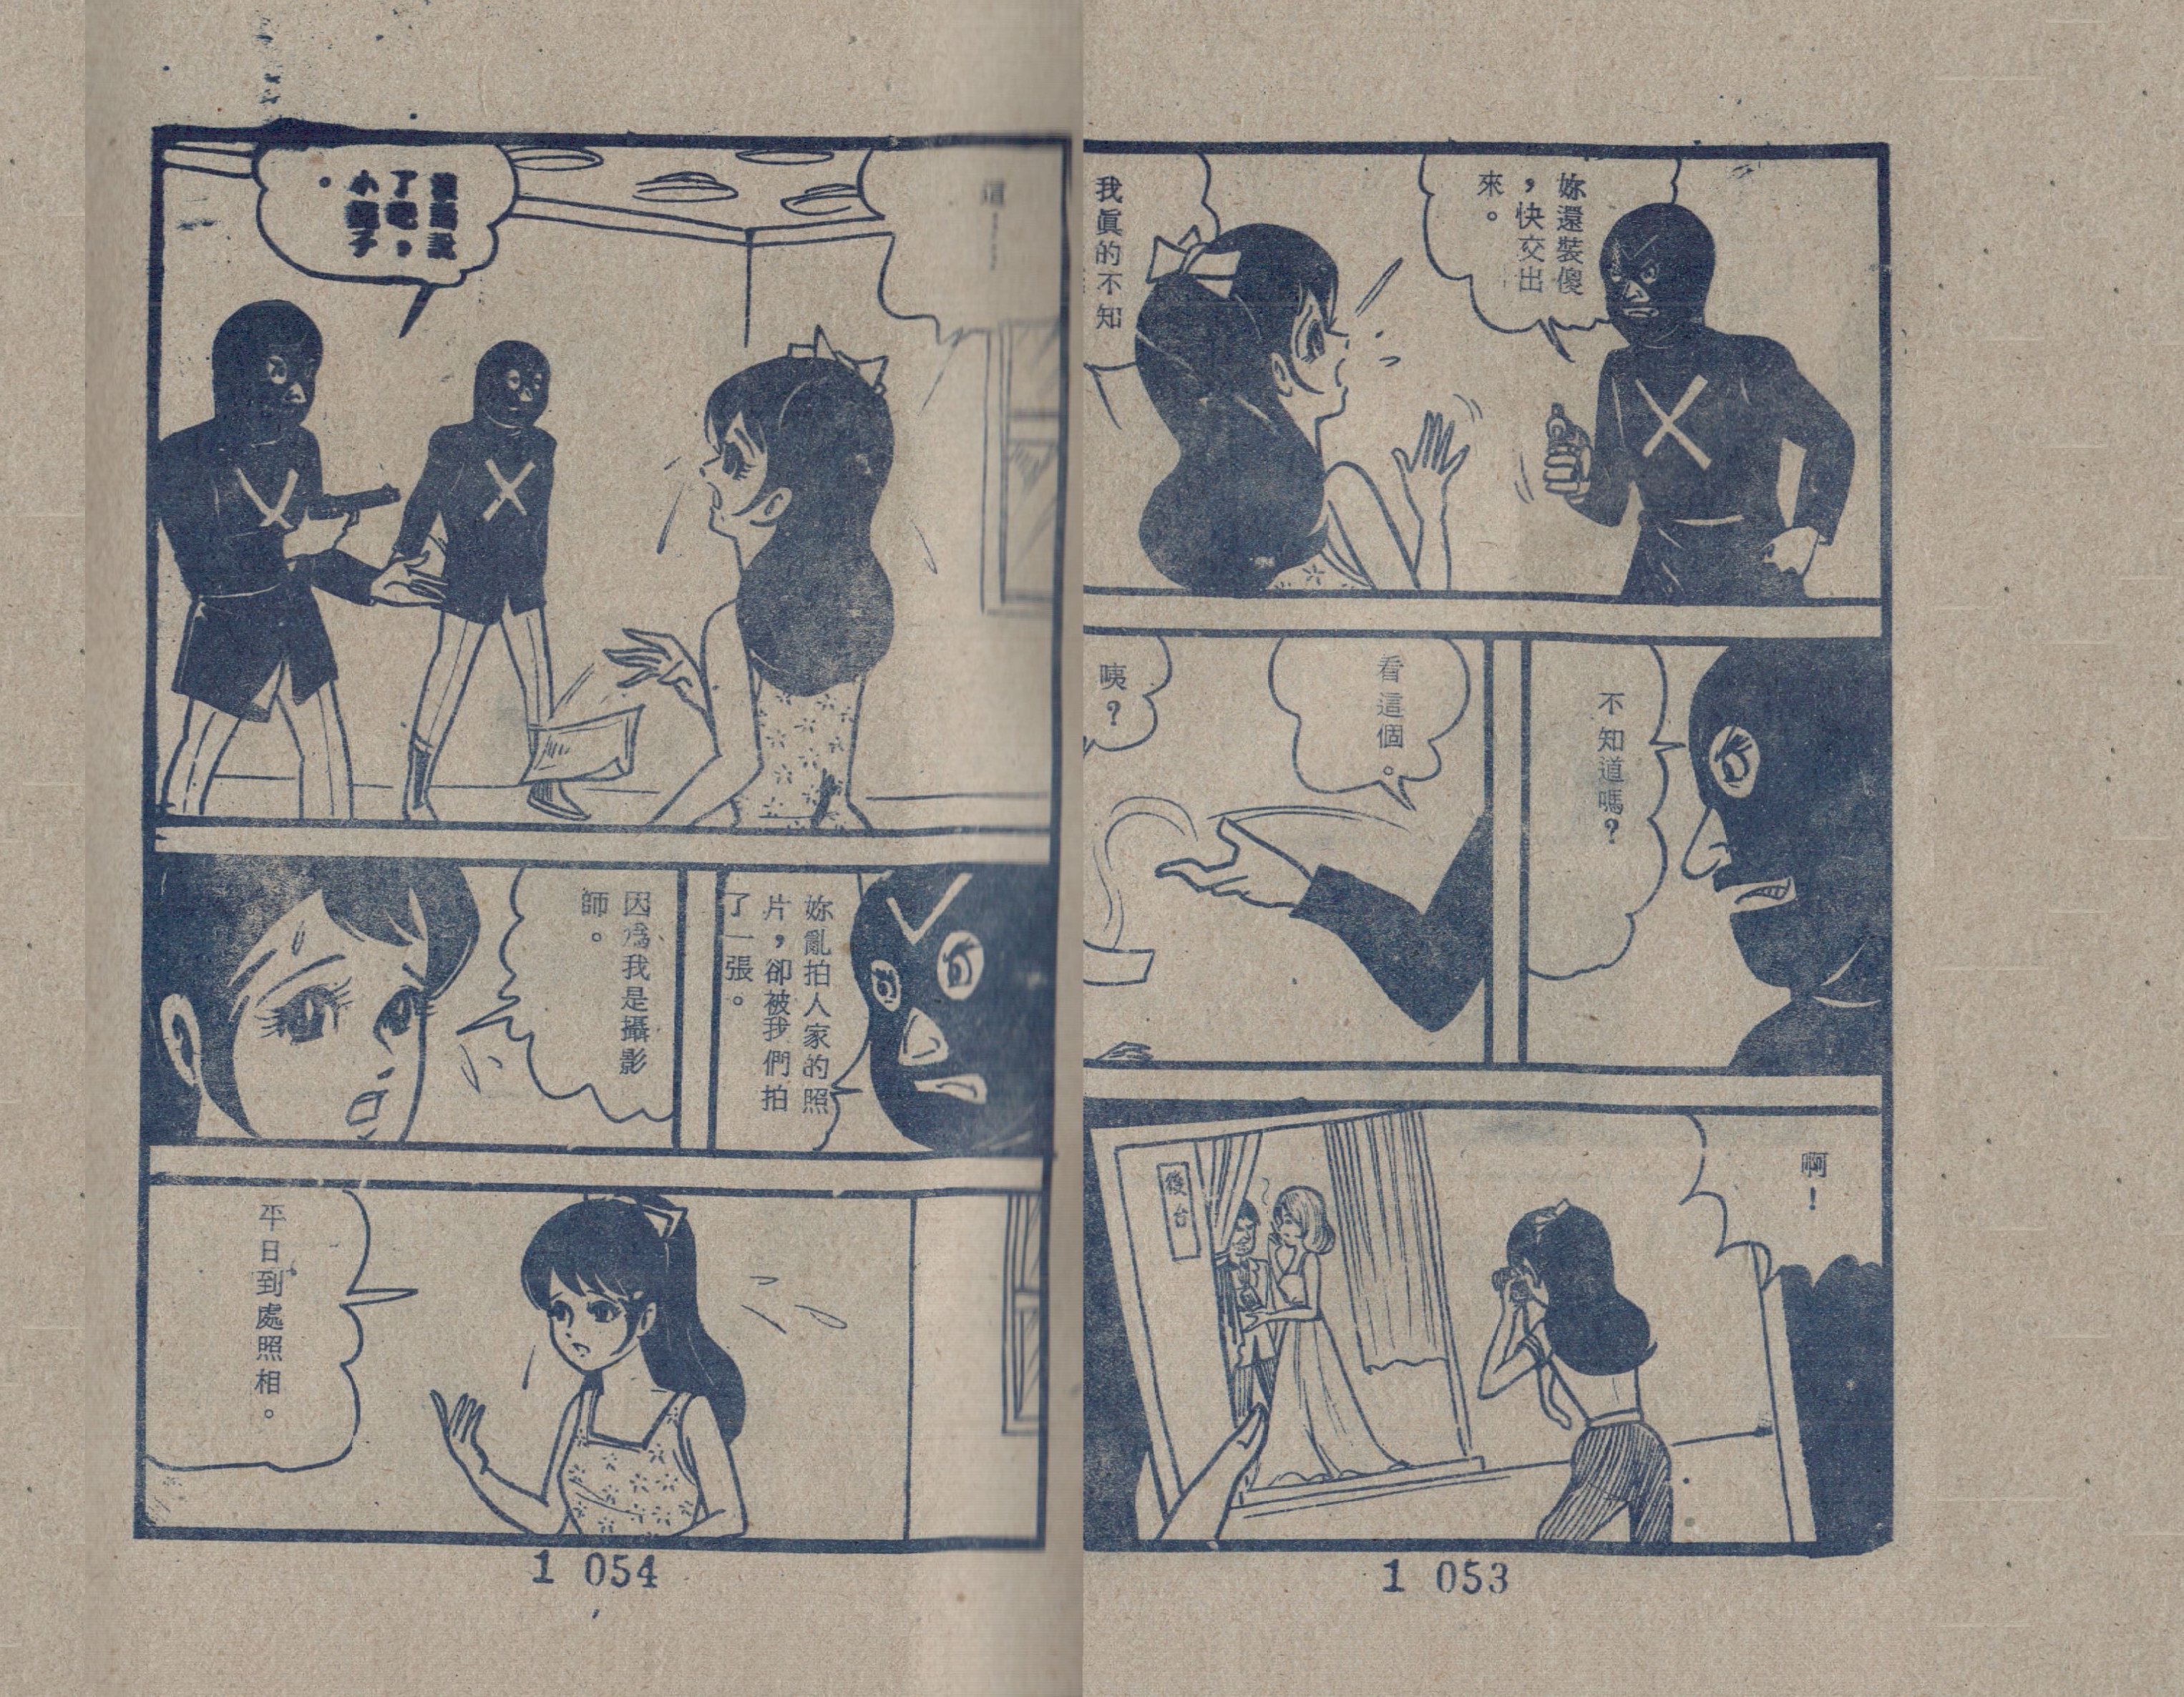 妳還裝傻
，快交出
來。
我眞的不知
不知道嗎？
看這個。
咦？
啊！
後台
1 053
這
了吧，
小
子
。
妳亂拍人家的照
片，卻被我們拍
了一張。
因爲我是攝影
師。
平日到處照相。
1 054